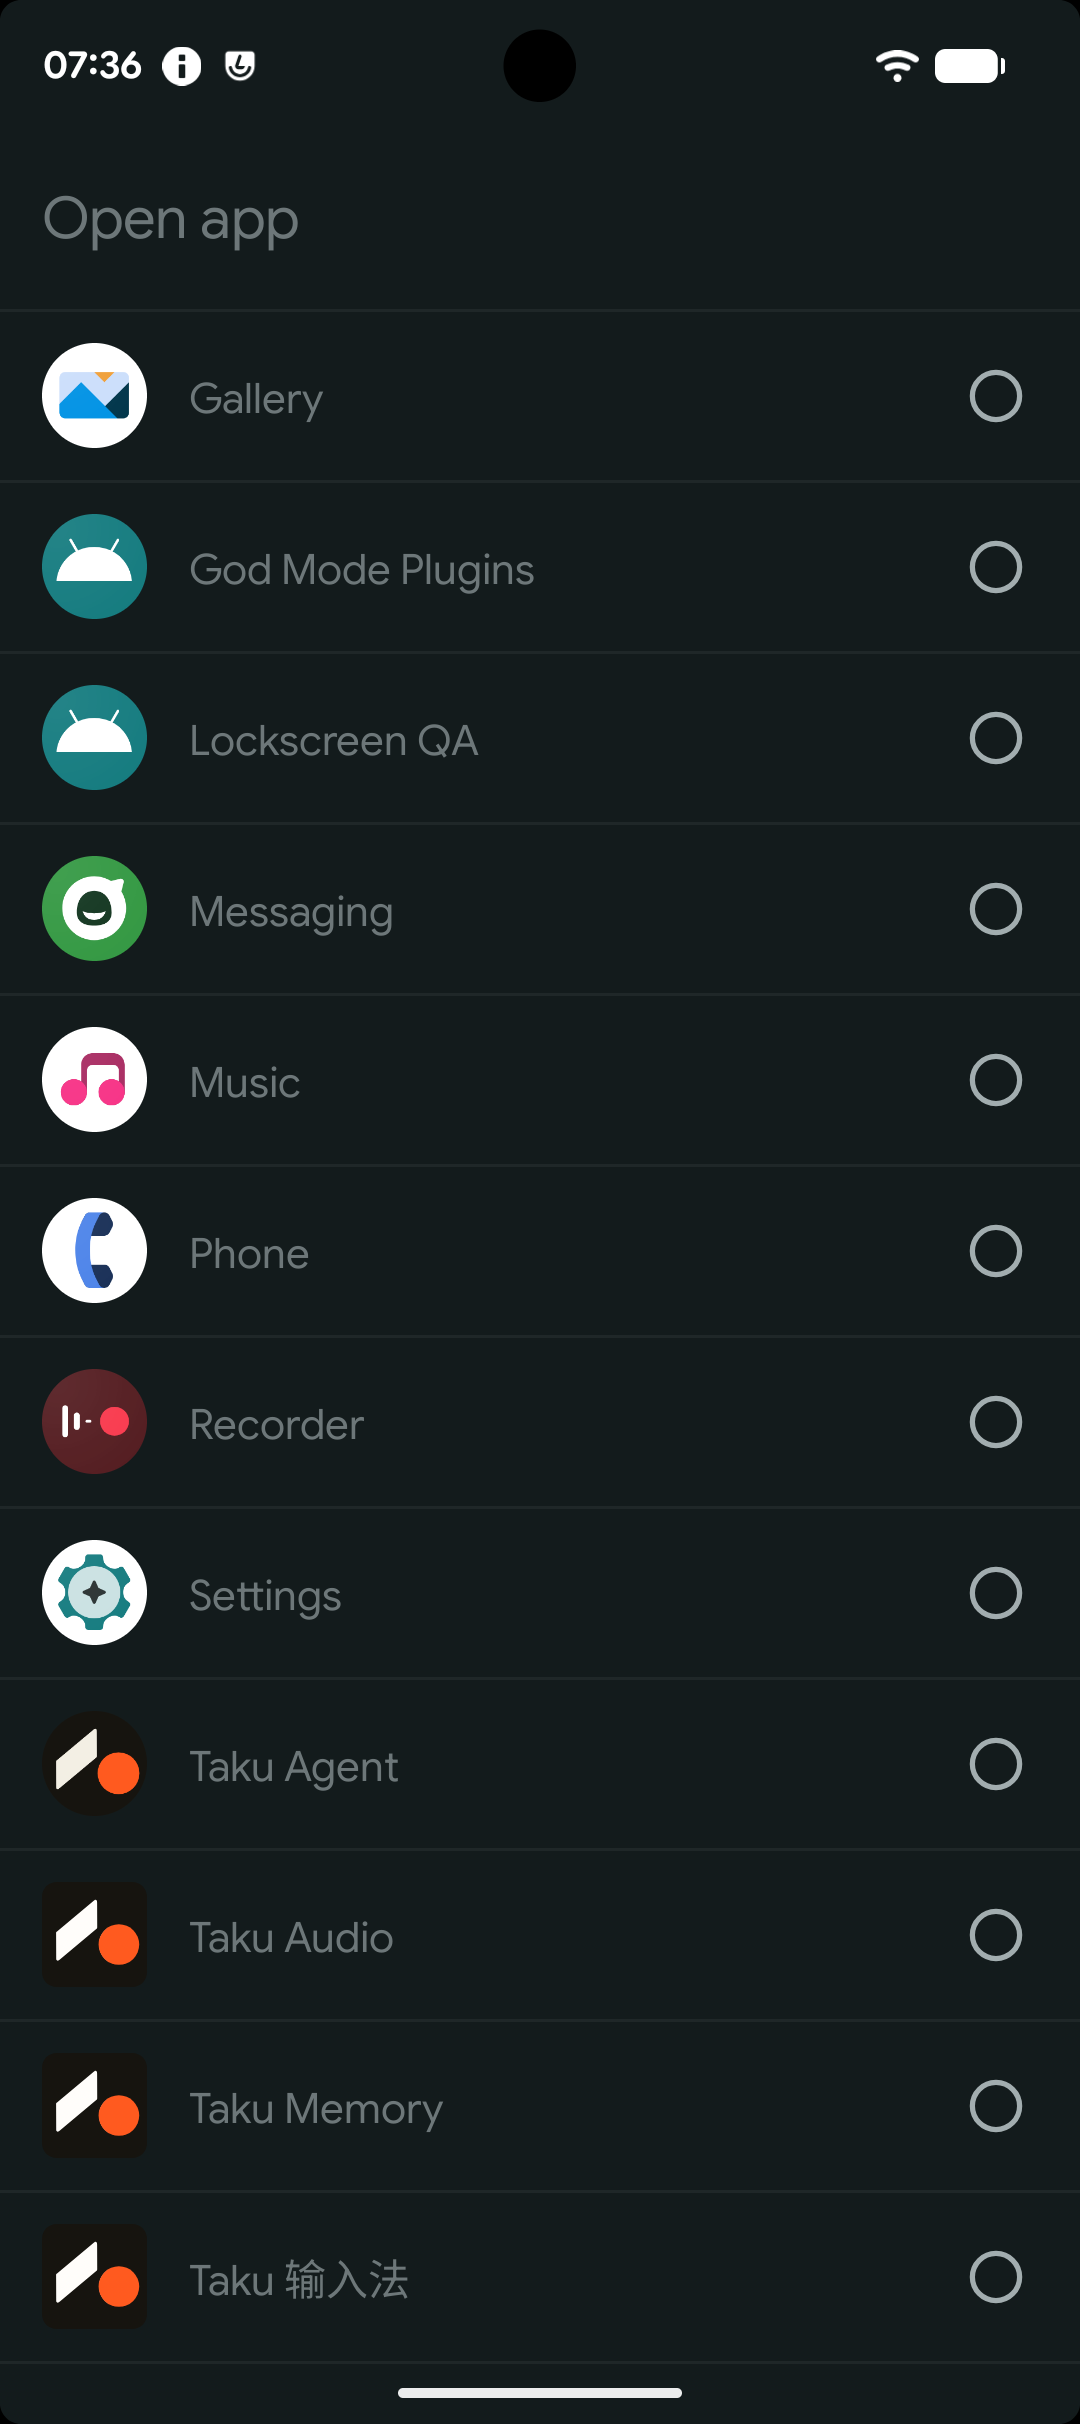 07:36
Open app
Gallery
God Mode Plugins
Lockscreen QA
Messaging
Music
Phone
Recorder
Settings
Taku Agent
Taku Audio
Taku Memory
Taku 输入法